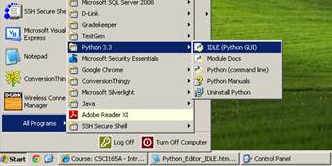 SSH Secure Shell
Microsoft Visual
Express
Notepad
ConversionThingy
Wireless Conne
Manager
All Programs
Microsoft SQL Server 2008
D-Link
Gradekeeper
TestGen
Python 3.3
Microsoft Security Essentials
Google Chrome
ConversionThingy
Microsoft Silverlight
Java
Adobe Reader XI
SSH Secure Shell
IDLE (Python GUI)
Module Docs
Python (command line)
Python Manuals
Uninstall Python
Log Off
Turn Off Computer
Start
Course: CSCI165A - Intr...
Python_Editor_IDLE.htm...
Control Panel